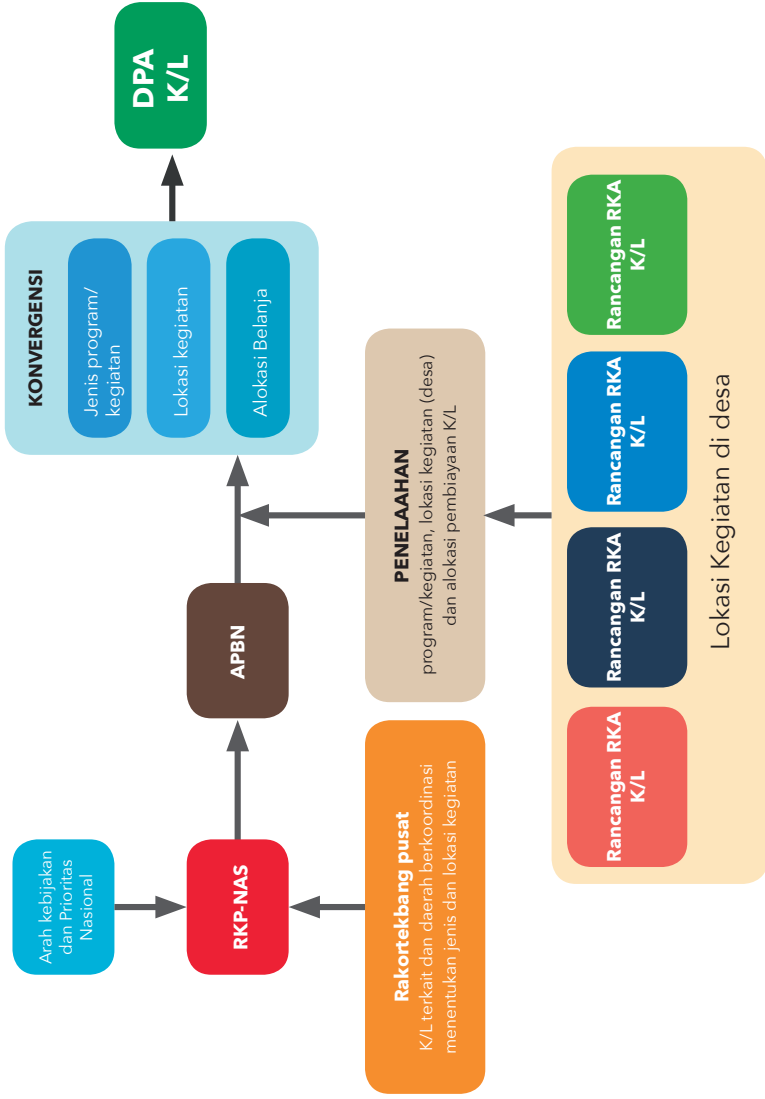 Arah kebijakan
dan Prioritas
Nasional
RKP-NAS
APBN
KONVERGENSI
Jenis program/
kegiatan
Lokasi kegiatan
Alokasi Belanja
DPA
K/L
Rakortekbang pusat
K/L terkait dan daerah berkoordinasi
menentukan jenis dan lokasi kegiatan
PENELAAHAN
program/kegiatan, lokasi kegiatan (desa)
dan alokasi pembiayaan K/L
Rancangan RKA
K/L
Rancangan RKA
K/L
Rancangan RKA
K/L
Rancangan RKA
K/L
Lokasi Kegiatan di desa